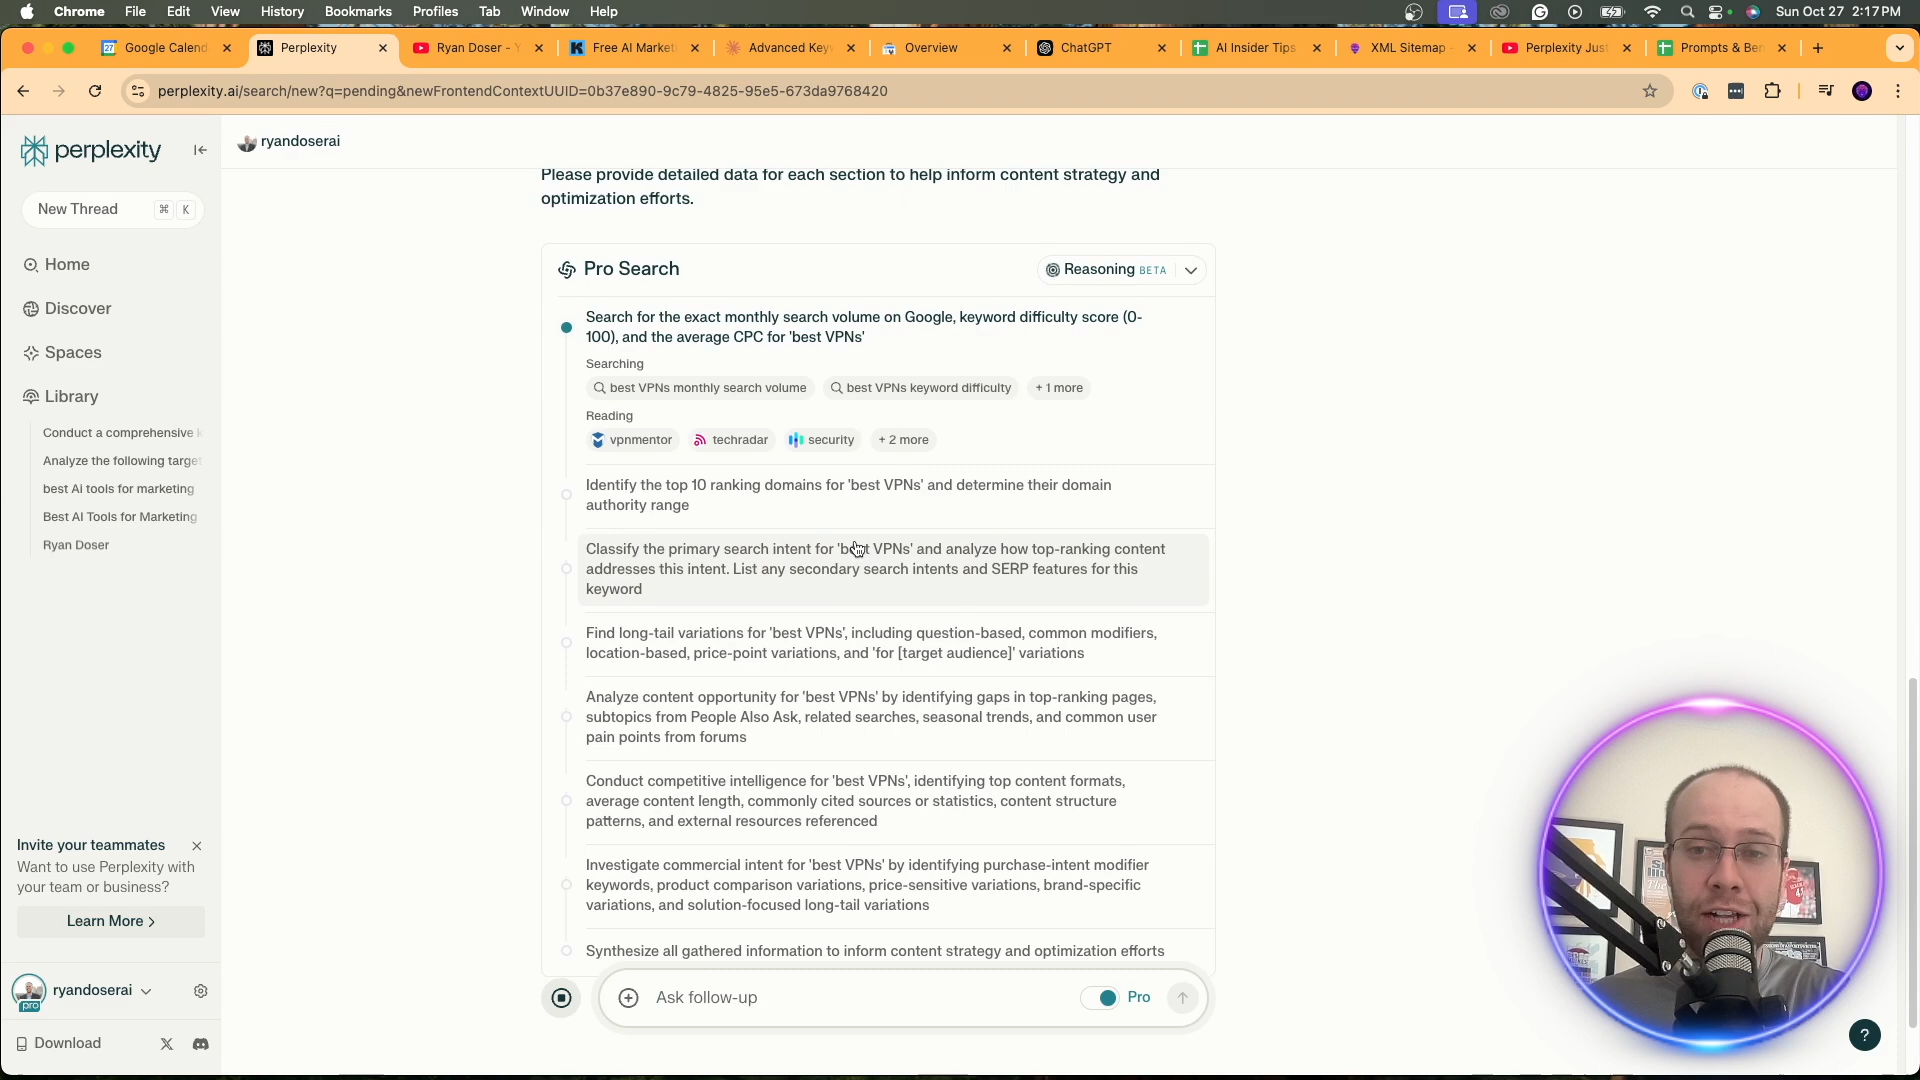 Chrome File Edit View History Bookmarks Profiles Tab Window Help
Sun Oct 27 2:17 PM
Google Calend
Perplexity
Ryan Doser - Y
Free AI Market
Advanced Key
Overview
ChatGPT
AI Insider Tips
XML Sitemap -
Perplexity Just
Prompts & Ben
perplexity.ai/search/new?q=pending&newFrontendContextUUID=0b37e890-9c79-4825-95e5-673da9768420
perplexity
ryandoserai
New Thread ⌘ K
Home
Discover
Spaces
Library
Conduct a comprehensive k
Analyze the following target
best Ai tools for marketing
Best AI Tools for Marketing
Ryan Doser
Invite your teammates
Want to use Perplexity with
your team or business?
Learn More >
ryandoserai
pro
Download
Please provide detailed data for each section to help inform content strategy and
optimization efforts.
Pro Search
Reasoning BETA
Search for the exact monthly search volume on Google, keyword difficulty score (0-
100), and the average CPC for 'best VPNs'
Searching
best VPNs monthly search volume
best VPNs keyword difficulty
+ 1 more
Reading
vpnmentor
techradar
security
+ 2 more
Identify the top 10 ranking domains for 'best VPNs' and determine their domain
authority range
Classify the primary search intent for 'best VPNs' and analyze how top-ranking content
addresses this intent. List any secondary search intents and SERP features for this
keyword
Find long-tail variations for 'best VPNs', including question-based, common modifiers,
location-based, price-point variations, and 'for [target audience]' variations
Analyze content opportunity for 'best VPNs' by identifying gaps in top-ranking pages,
subtopics from People Also Ask, related searches, seasonal trends, and common user
pain points from forums
Conduct competitive intelligence for 'best VPNs', identifying top content formats,
average content length, commonly cited sources or statistics, content structure
patterns, and external resources referenced
Investigate commercial intent for 'best VPNs' by identifying purchase-intent modifier
keywords, product comparison variations, price-sensitive variations, brand-specific
variations, and solution-focused long-tail variations
Synthesize all gathered information to inform content strategy and optimization efforts
Ask follow-up
Pro
?